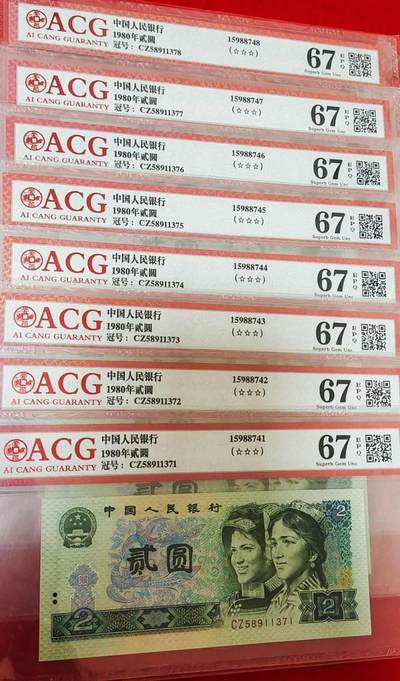 ACG
AI CANG GUARANTY
中国人民银行
1980年贰圆
冠号：CZ58911378
15988748
(☆☆☆)
67 EPQ
Superb Gem Unc
ACG
AI CANG GUARANTY
中国人民银行
1980年贰圆
冠号：CZ58911377
15988747
(☆☆☆)
67 EPQ
Superb Gem Unc
ACG
AI CANG GUARANTY
中国人民银行
1980年贰圆
冠号：CZ58911376
15988746
(☆☆☆)
67 EPQ
Superb Gem Unc
ACG
AI CANG GUARANTY
中国人民银行
1980年贰圆
冠号：CZ58911375
15988745
(☆☆☆)
67 EPQ
Superb Gem Unc
ACG
AI CANG GUARANTY
中国人民银行
1980年贰圆
冠号：CZ58911374
15988744
(☆☆☆)
67 EPQ
Superb Gem Unc
ACG
AI CANG GUARANTY
中国人民银行
1980年贰圆
冠号：CZ58911373
15988743
(☆☆☆)
67 EPQ
Superb Gem Unc
ACG
AI CANG GUARANTY
中国人民银行
1980年贰圆
冠号：CZ58911372
15988742
(☆☆☆)
67 EPQ
Superb Gem Unc
ACG
AI CANG GUARANTY
中国人民银行
1980年贰圆
冠号：CZ58911371
15988741
(☆☆☆)
67 EPQ
Superb Gem Unc
中国人民银行
2
贰圆
2
2
CZ58911371